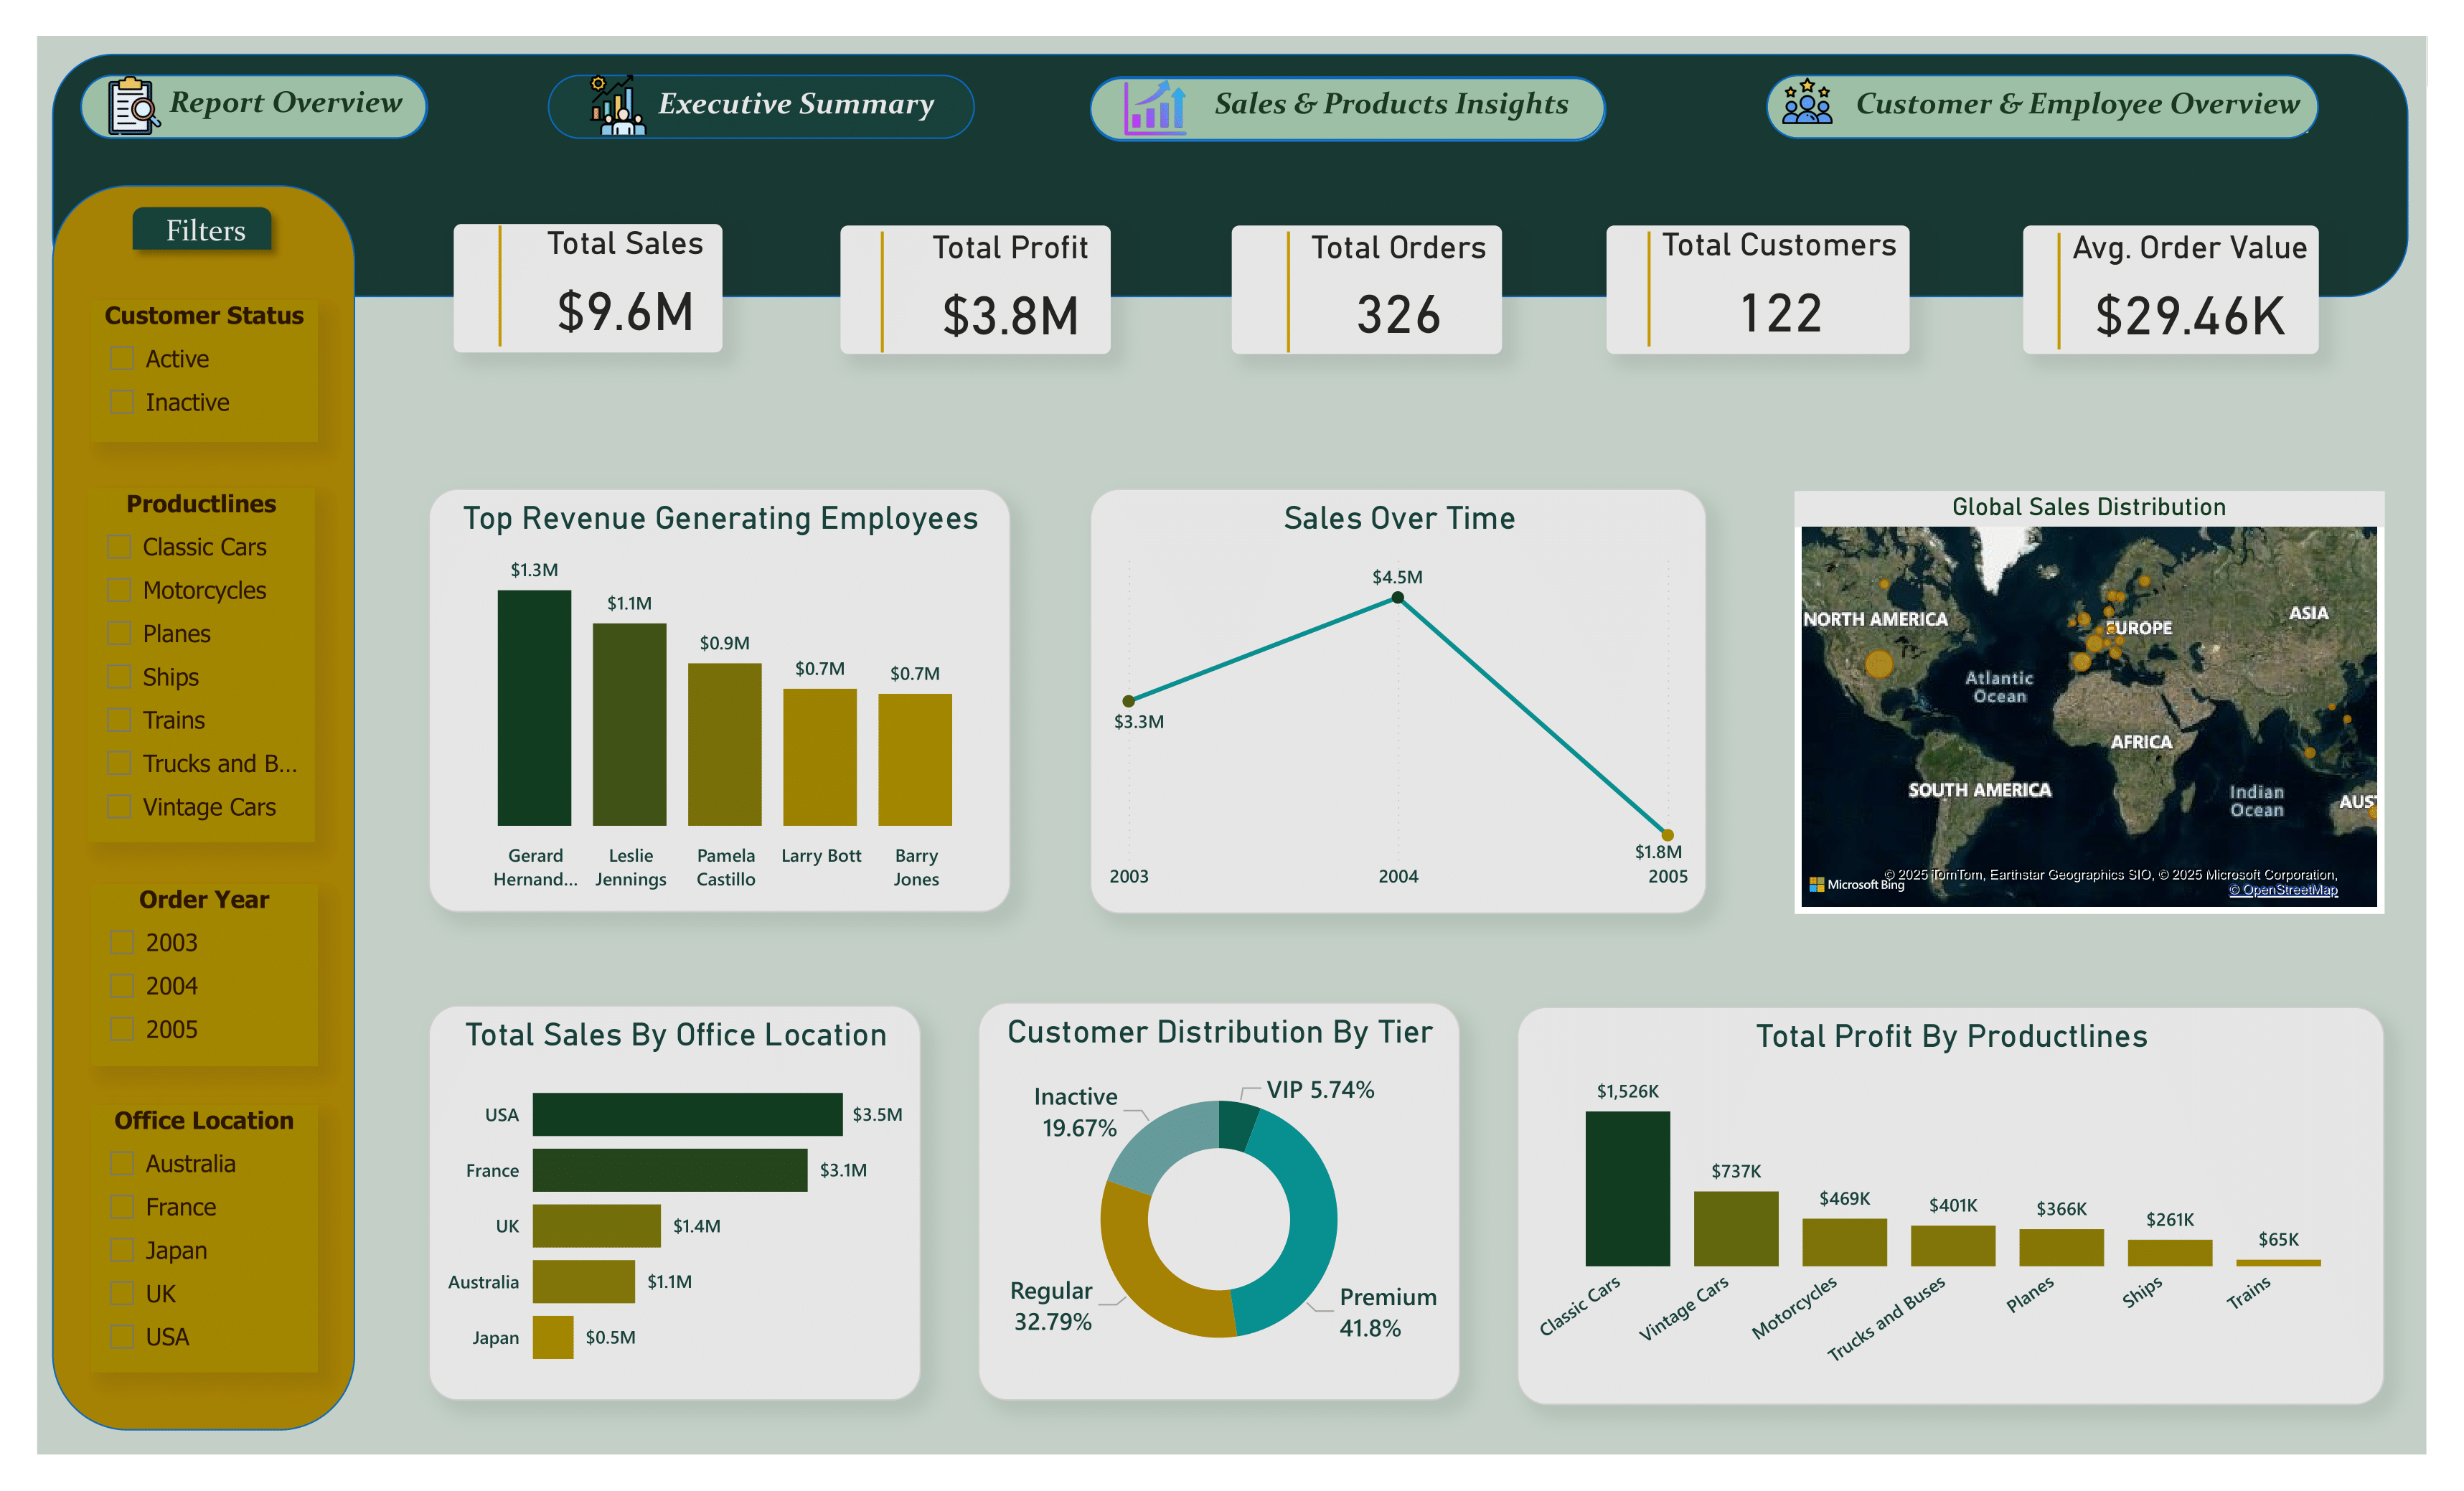 Report Overview
Executive Summary
Sales & Products Insights
Customer & Employee Overview
Filters
Customer Status
Active
Inactive
Productlines
Classic Cars
Motorcycles
Planes
Ships
Trains
Trucks and B...
Vintage Cars
Order Year
2003
2004
2005
Office Location
Australia
France
Japan
UK
USA
Total Sales
$9.6M
Total Profit
$3.8M
Total Orders
326
Total Customers
122
Avg. Order Value
$29.46K
Top Revenue Generating Employees
$1.3M
$1.1M
$0.9M
$0.7M
$0.7M
Gerard
Hernand...
Leslie
Jennings
Pamela
Castillo
Larry Bott
Barry
Jones
Sales Over Time
$4.5M
$3.3M
$1.8M
2003
2004
2005
Global Sales Distribution
NORTH AMERICA
EUROPE
ASIA
Atlantic
Ocean
AFRICA
SOUTH AMERICA
Indian
Ocean
AUST
Microsoft Bing
© 2025 TomTom, Earthstar Geographics SIO, © 2025 Microsoft Corporation,
© OpenStreetMap
Total Sales By Office Location
USA
$3.5M
France
$3.1M
UK
$1.4M
Australia
$1.1M
Japan
$0.5M
Customer Distribution By Tier
VIP 5.74%
Inactive
19.67%
Regular
32.79%
Premium
41.8%
Total Profit By Productlines
$1,526K
$737K
$469K
$401K
$366K
$261K
$65K
Classic Cars
Vintage Cars
Motorcycles
Trucks and Buses
Planes
Ships
Trains